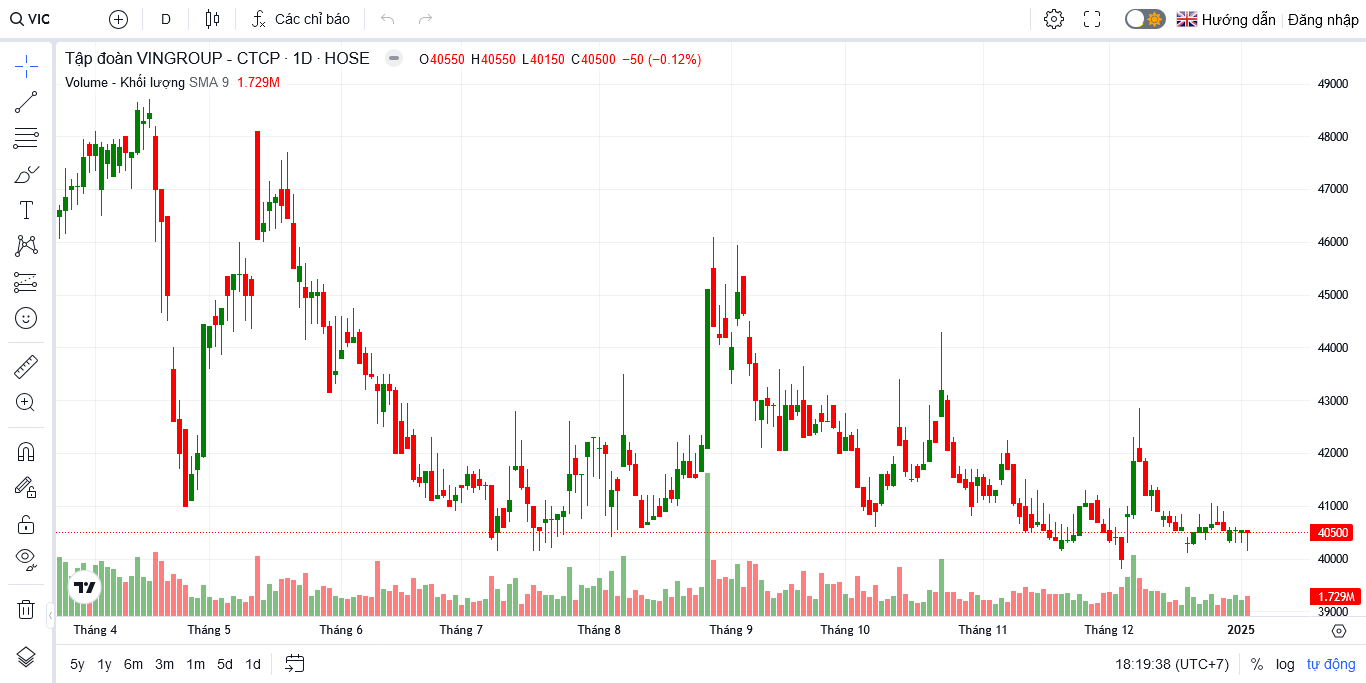 VIC D Các chỉ báo Hướng dẫn Đăng nhập
Tập đoàn VINGROUP - CTCP · 1D · HOSE O40550 H40550 L40150 C40500 −50 (−0.12%)
Volume - Khối lượng SMA 9 1.729M
49000
48000
47000
46000
45000
44000
43000
42000
41000
40500
40000
1.729M
39000
Tháng 4 Tháng 5 Tháng 6 Tháng 7 Tháng 8 Tháng 9 Tháng 10 Tháng 11 Tháng 12 2025
5y 1y 6m 3m 1m 5d 1d 18:19:38 (UTC+7) % log tự động